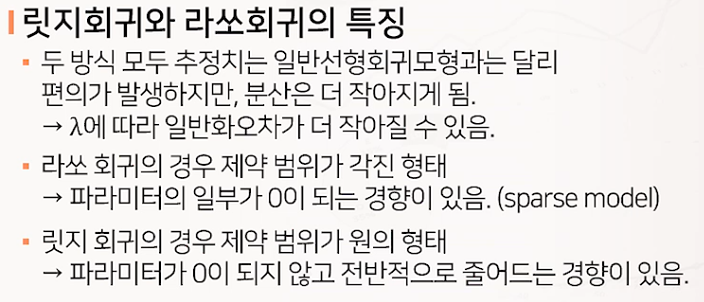 릿지회귀와 라쏘회귀의 특징
▪ 두 방식 모두 추정치는 일반선형회귀모형과는 달리
편의가 발생하지만, 분산은 더 작아지게 됨.
→ λ에 따라 일반화오차가 더 작아질 수 있음.
▪ 라쏘 회귀의 경우 제약 범위가 각진 형태
→ 파라미터의 일부가 0이 되는 경향이 있음. (sparse model)
▪ 릿지 회귀의 경우 제약 범위가 원의 형태
→ 파라미터가 0이 되지 않고 전반적으로 줄어드는 경향이 있음.